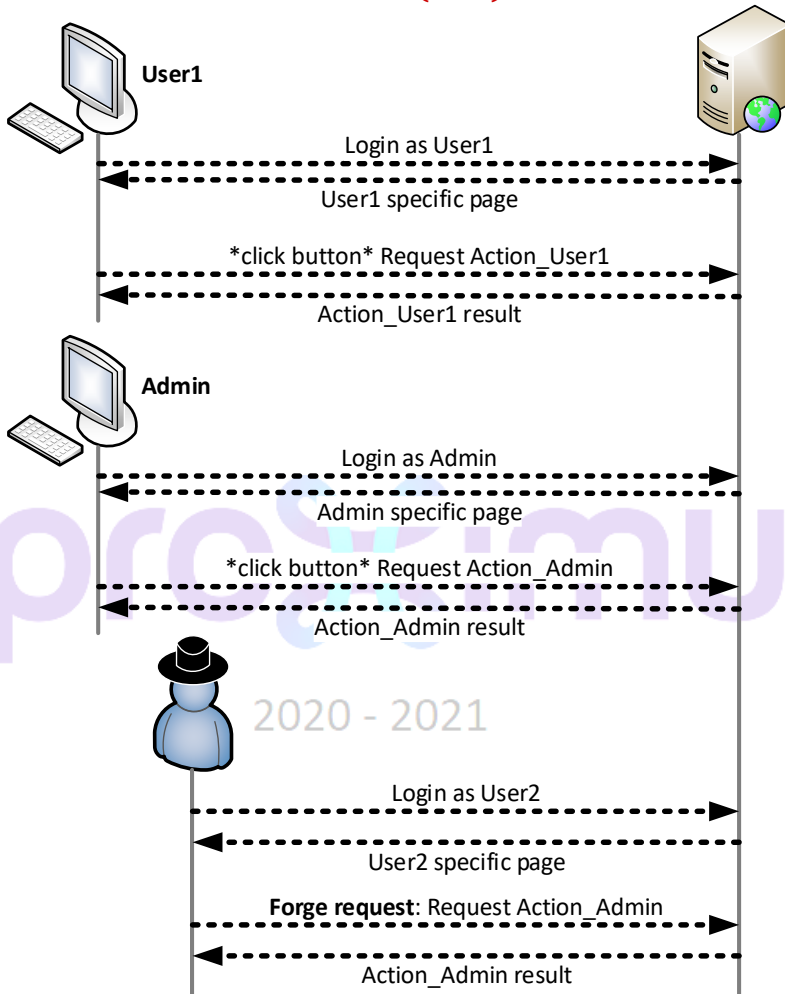 User1
Login as User1
User1 specific page
*click button* Request Action_User1
Action_User1 result
Admin
Login as Admin
Admin specific page
*click button* Request Action_Admin
Action_Admin result
2020 - 2021
Login as User2
User2 specific page
Forge request: Request Action_Admin
Action_Admin result